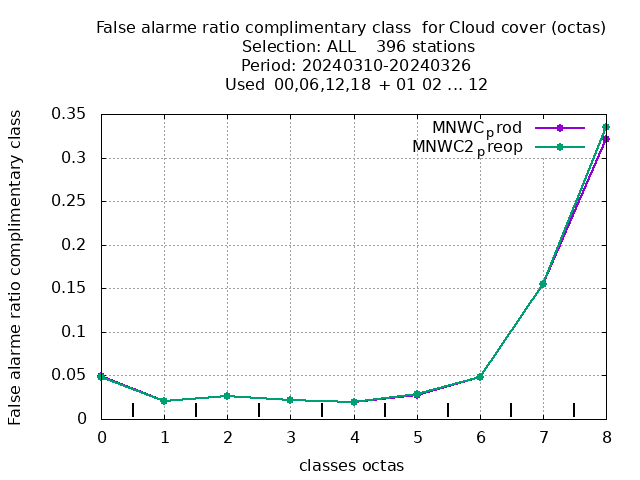 False alarme ratio complimentary class  for Cloud cover (octas)
Selection: ALL    396 stations
Period: 20240310-20240326
Used  00,06,12,18 + 01 02 ... 12
False alarme ratio complimentary class
0.35
0.3
0.25
0.2
0.15
0.1
0.05
0
MNWC_prod
MNWC2_preop
0 1 2 3 4 5 6 7 8
classes octas